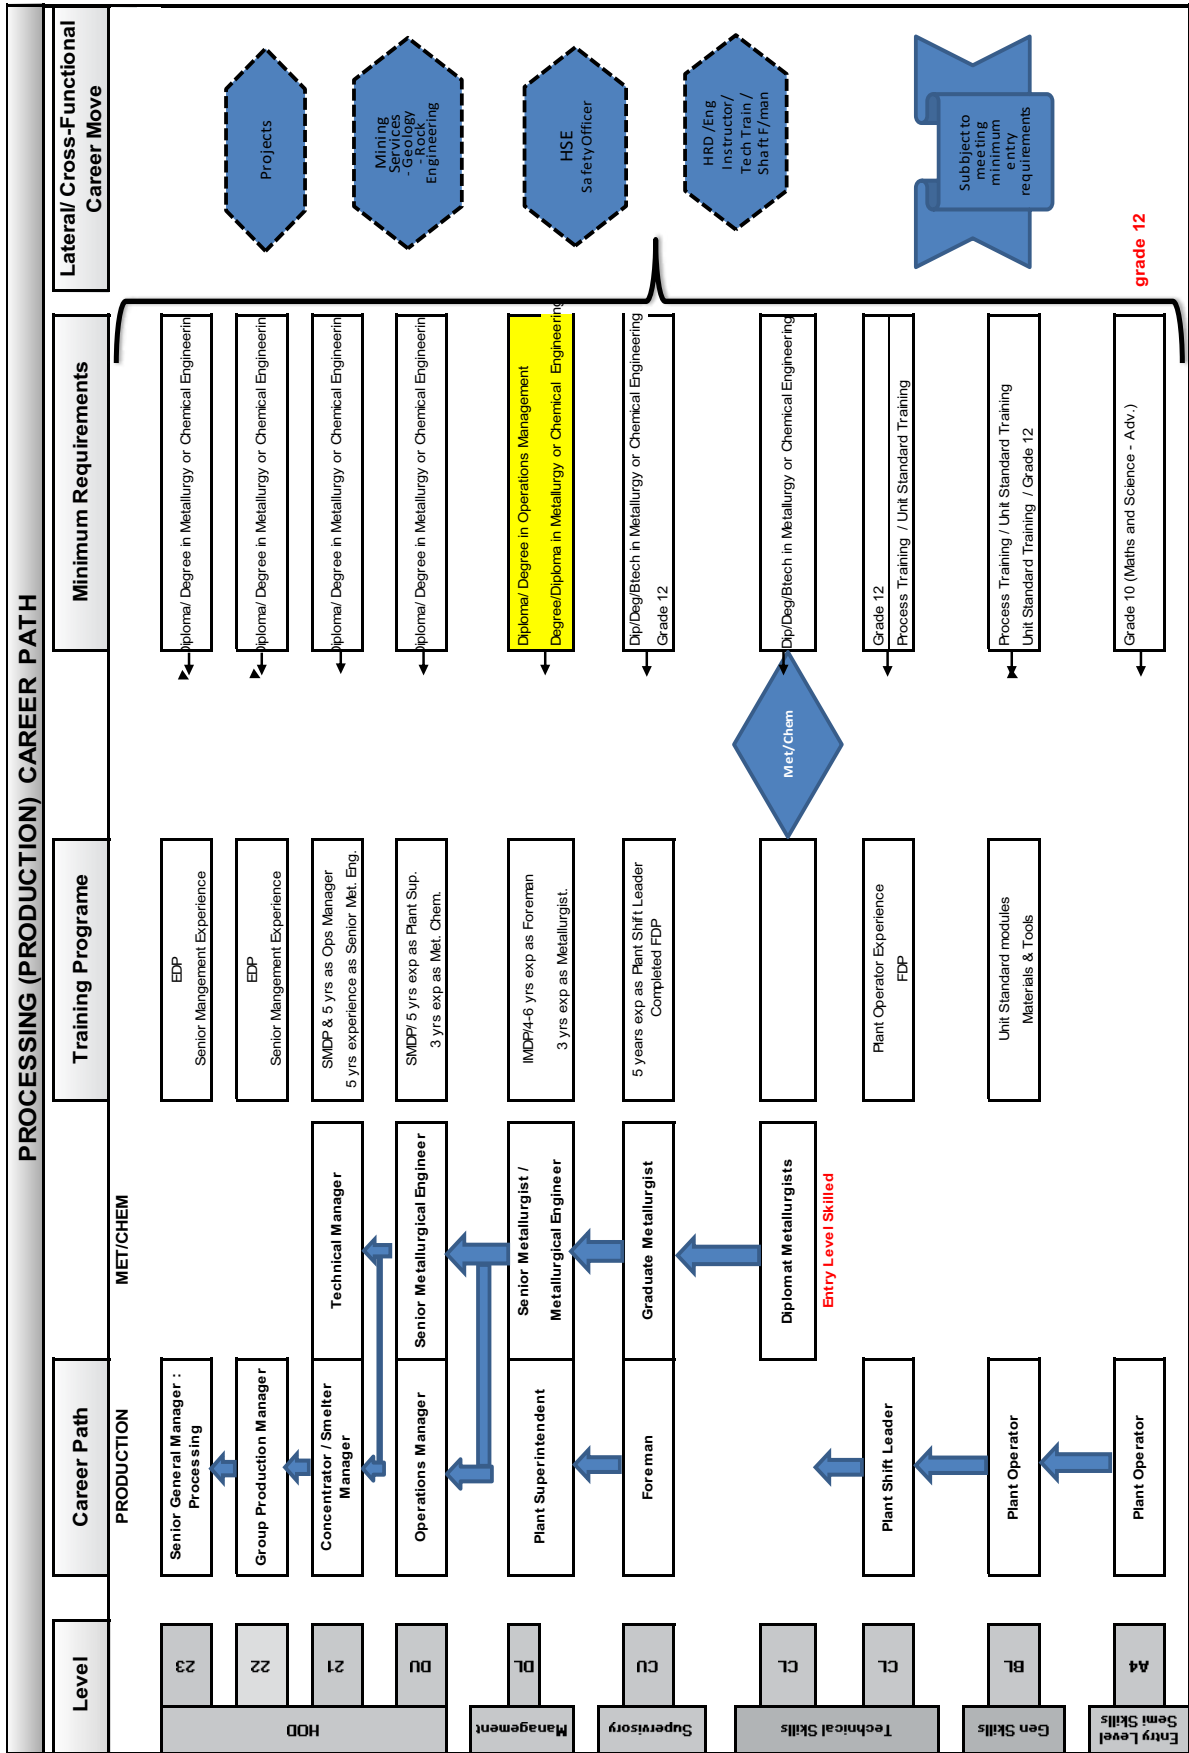 PROCESSING (PRODUCTION) CAREER PATH
Level
Career Path
Training Programe
Minimum Requirements
Lateral/ Cross-Functional
Career Move
PRODUCTION
MET/CHEM
HOD
23
Senior General Manager :
Processing
EDP
Senior Mangement Experience
Diploma/ Degree in Metallurgy or Chemical Engineerin
22
Group Production Manager
EDP
Senior Mangement Experience
Diploma/ Degree in Metallurgy or Chemical Engineerin
21
Concentrator / Smelter
Manager
Technical Manager
SMDP & 5 yrs as Ops Manager
5 yrs experience as Senior Met. Eng.
Diploma/ Degree in Metallurgy or Chemical Engineerin
DU
Operations Manager
Senior Metallurgical Engineer
SMDP/ 5 yrs exp as Plant Sup.
3 yrs exp as Met. Chem.
Diploma/ Degree in Metallurgy or Chemical Engineerin
Management
DL
Plant Superintendent
Senior Metallurgist /
Metallurgical Engineer
IMDP/4-6 yrs exp as Foreman
3 yrs exp as Metallurgist.
Diploma/ Degree in Operations Management
Degree/Diploma in Metallurgy or Chemical Engineering
Supervisory
CU
Foreman
Graduate Metallurgist
5 years exp as Plant Shift Leader
Completed FDP
Dip/Deg/Btech in Metallurgy or Chemical Engineering
Grade 12
Technical Skills
CL
Diplomat Metallurgists
Entry Level Skilled
Met/Chem
Dip/Deg/Btech in Metallurgy or Chemical Engineering
CL
Plant Shift Leader
Plant Operator Experience
FDP
Grade 12
Process Training / Unit Standard Training
Gen Skills
BL
Plant Operator
Unit Standard modules
Materials & Tools
Process Training/ Unit Standard Training
Unit Standard Training / Grade 12
Entry Level
Semi Skills
A4
Plant Operator
Grade 10 (Maths and Science - Adv.)
grade 12
Projects
Mining
Services
- Geology
- Rock
Engineering
HSE
SafetyOfficer
HRD /Eng
Instructor/
Tech Train /
Shaft F/man
Subbject to
meeting
minimum
entry
requirements